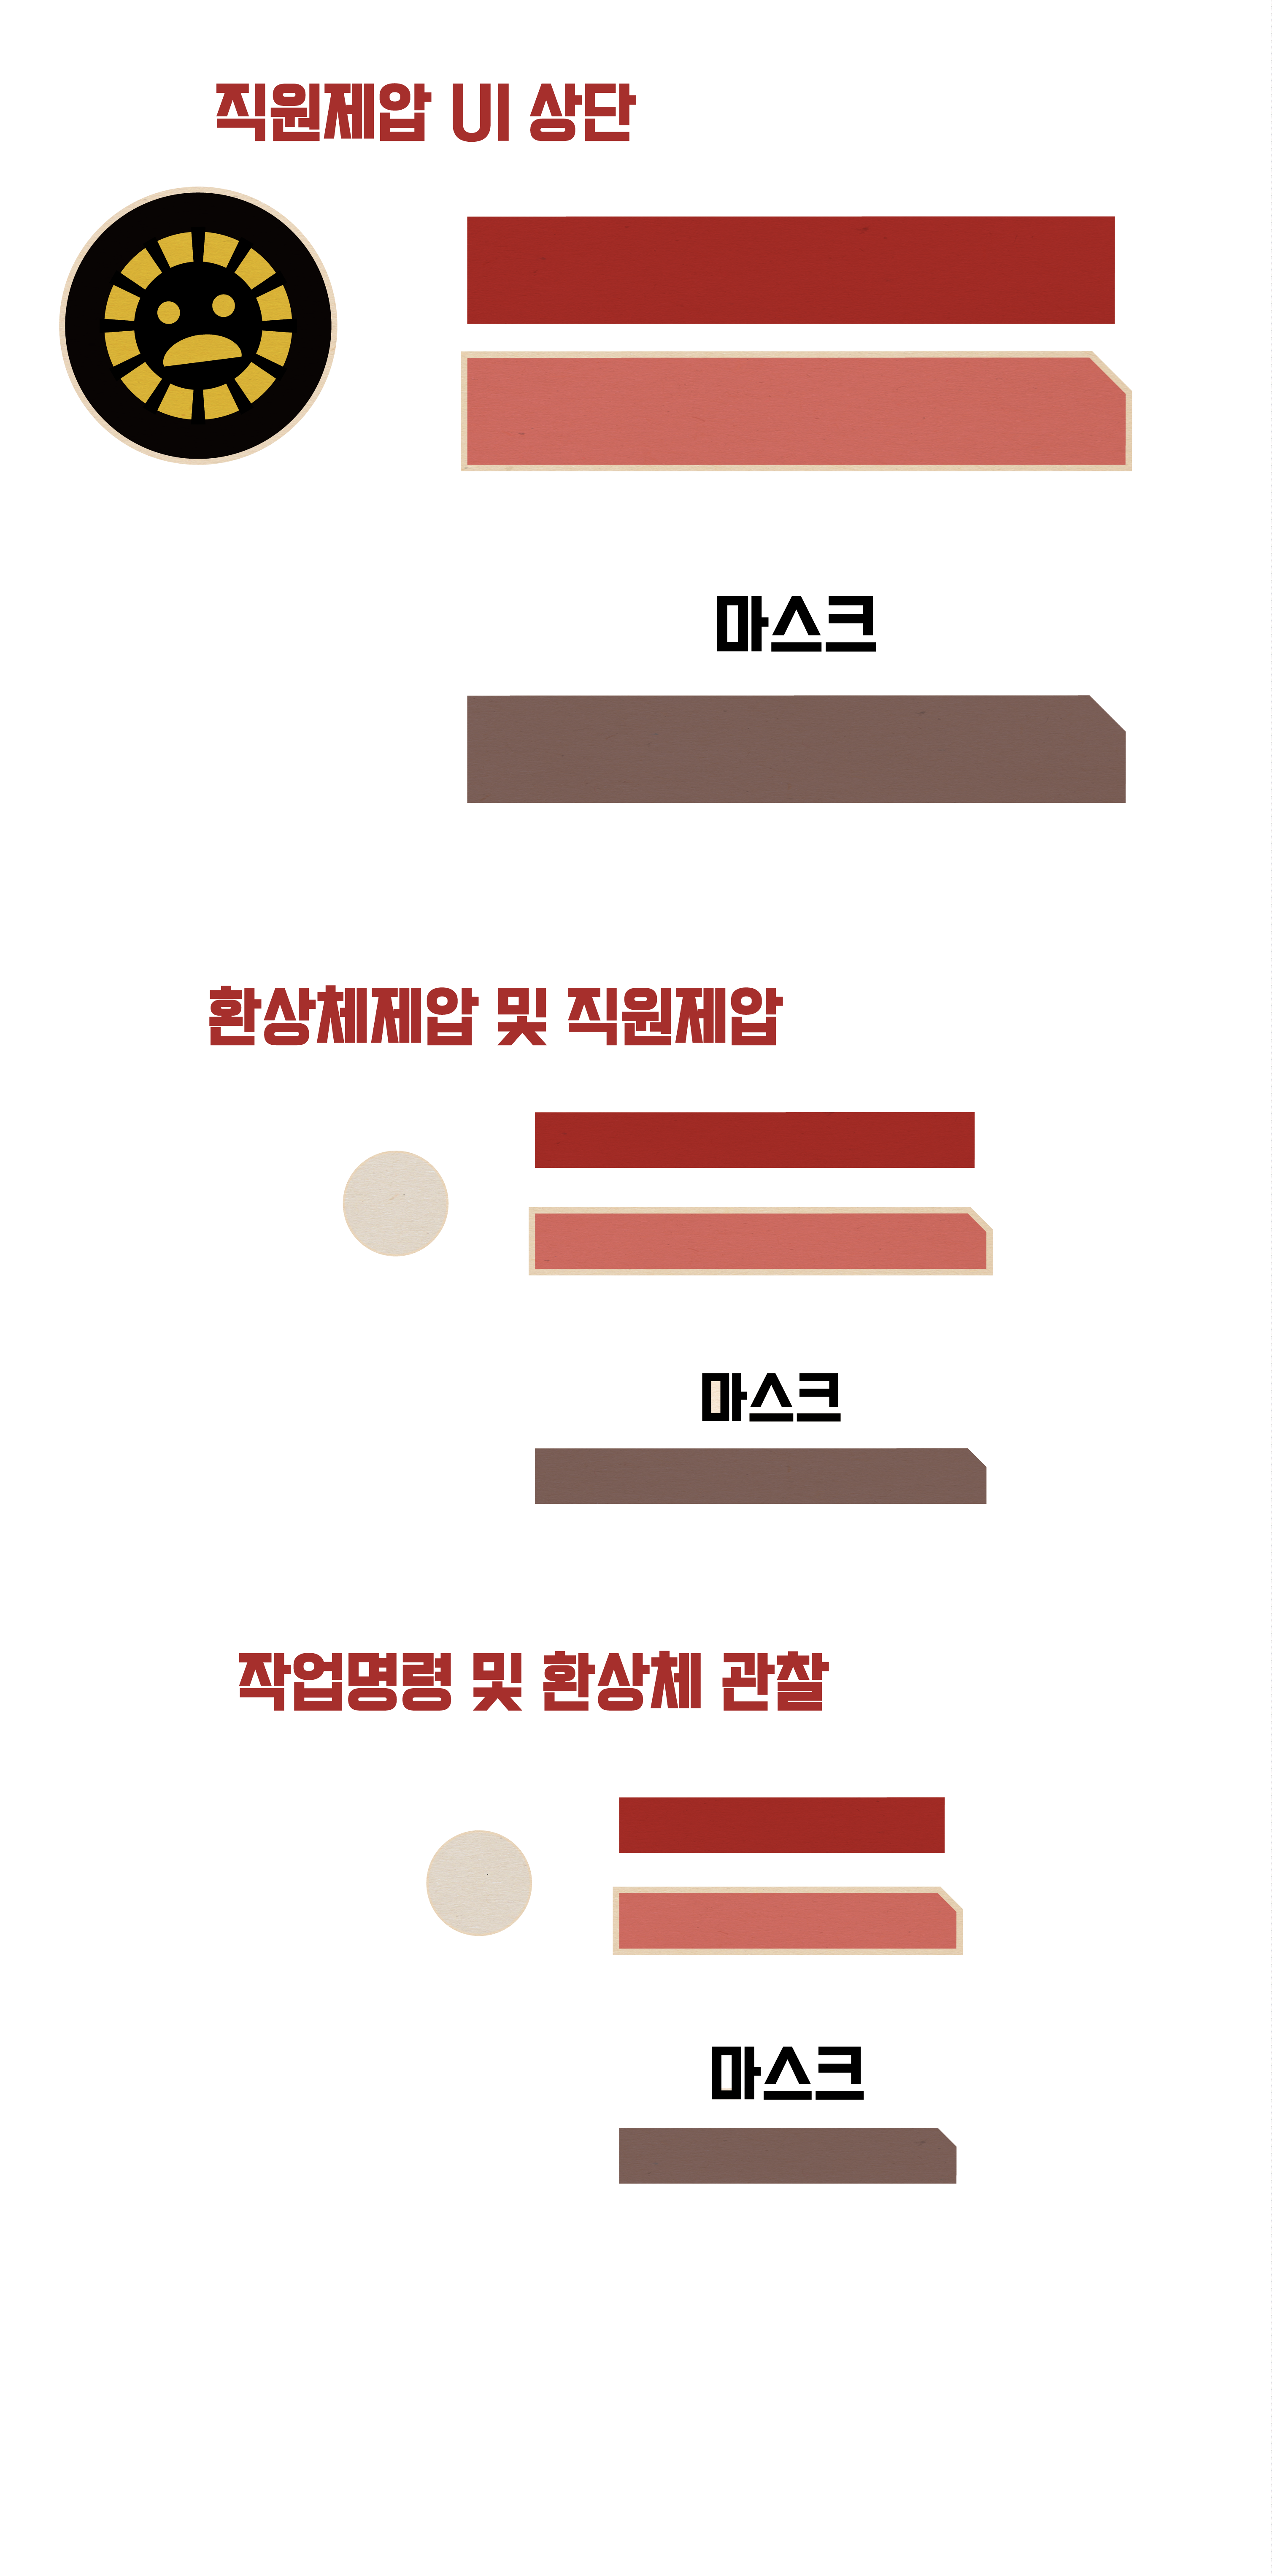 직원제압 UI 상단
마스크
환상체제압 및 직원제압
마스크
작업명령 및 환상체 관찰
마스크